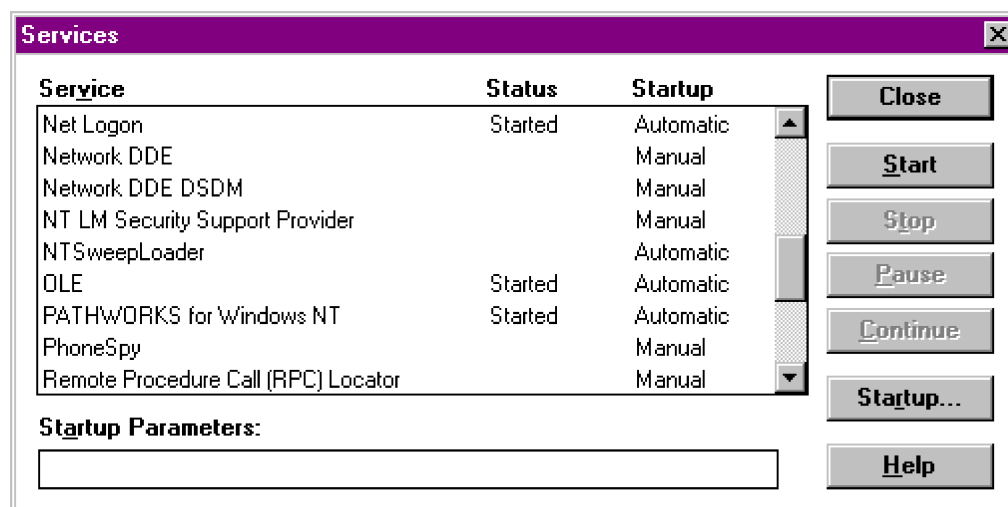 Services
Service Status Startup
Net Logon Started Automatic
Network DDE Manual
Network DDE DSDM Manual
NT LM Security Support Provider Manual
NTSweepLoader Automatic
OLE Started Automatic
PATHWORKS for Windows NT Started Automatic
PhoneSpy Manual
Remote Procedure Call (RPC) Locator Manual
Startup Parameters:
Close
Start
Stop
Pause
Continue
Startup...
Help